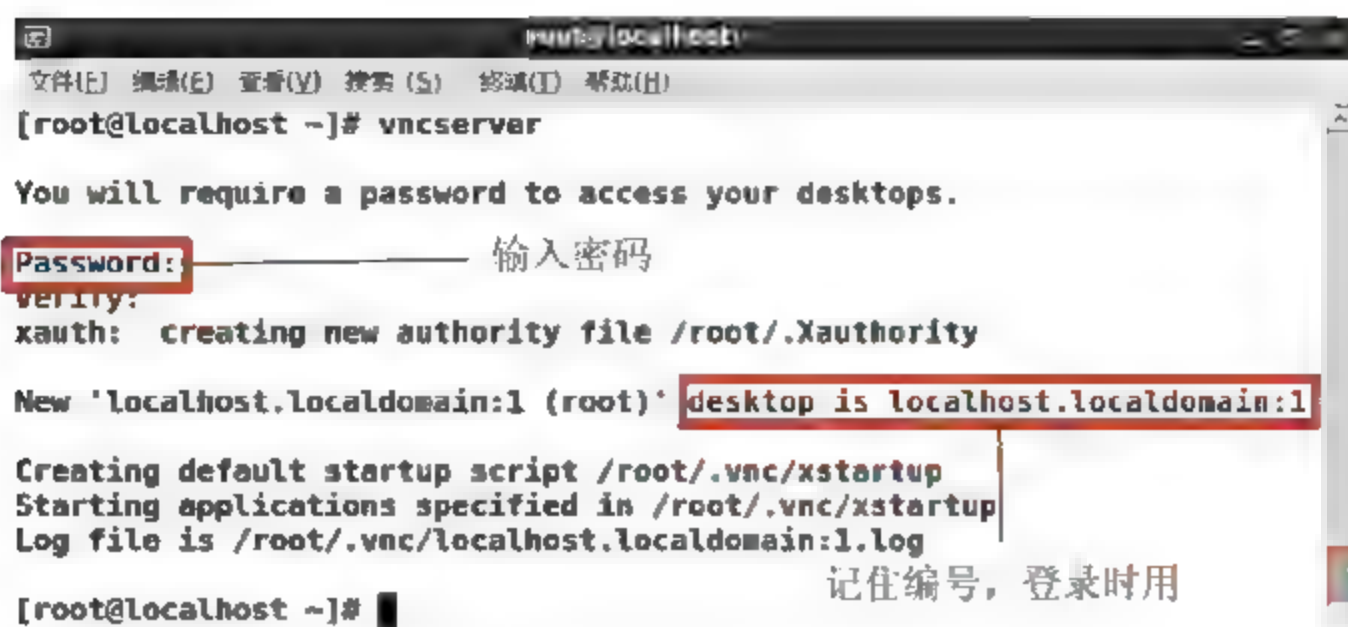 root@localhost:~
文件(F) 编辑(E) 查看(V) 搜索 (S) 终端(T) 帮助(H)
[root@localhost ~]# vncserver
You will require a password to access your desktops.
Password:
输入密码
Verify:
xauth: creating new authority file /root/.Xauthority
New 'localhost.localdomain:1 (root)' desktop is localhost.localdomain:1
Creating default startup script /root/.vnc/xstartup
Starting applications specified in /root/.vnc/xstartup
Log file is /root/.vnc/localhost.localdomain:1.log
记住编号，登录时用
[root@localhost ~]#